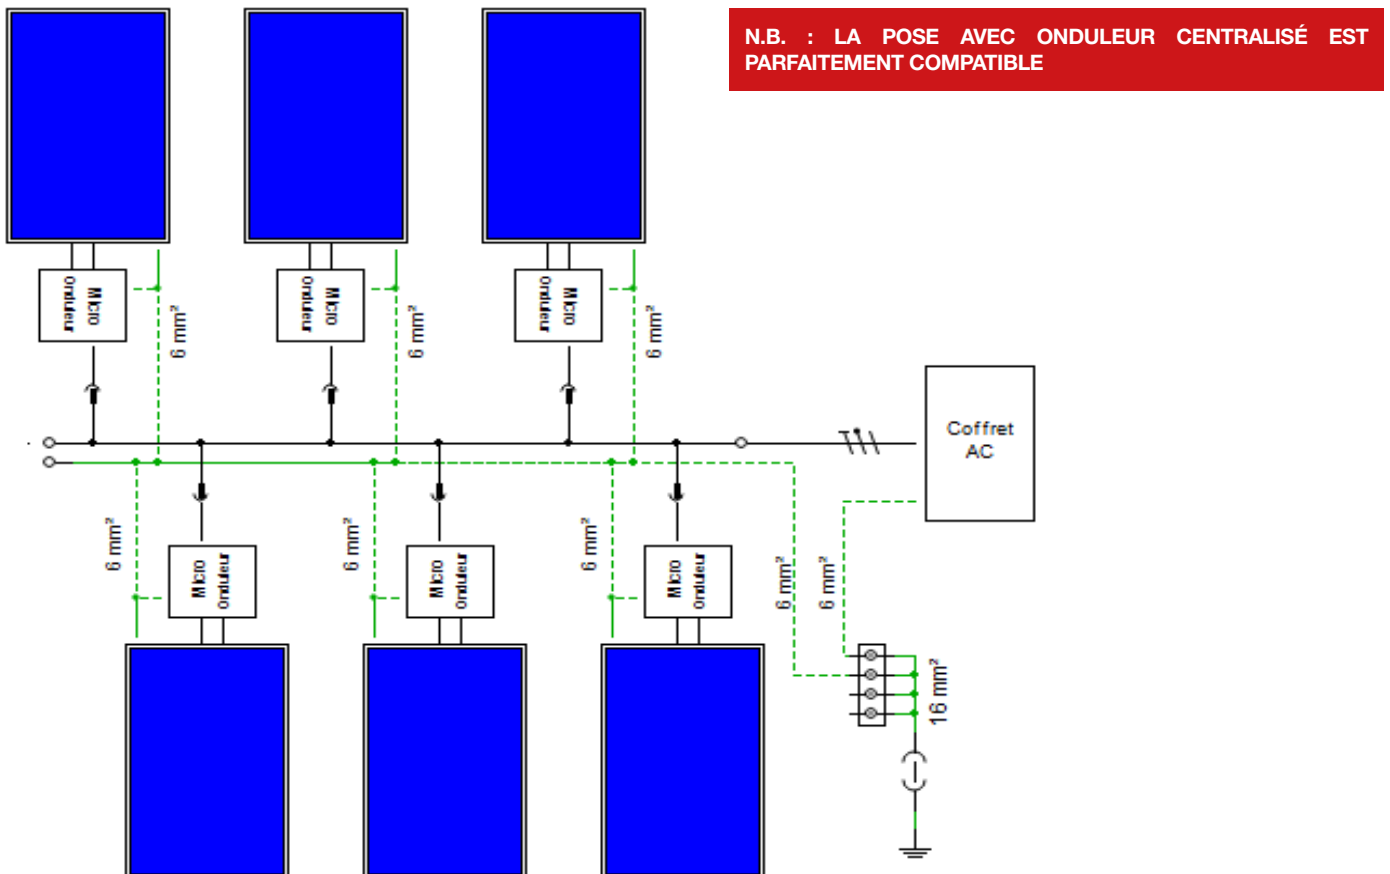 N.B. : LA POSE AVEC ONDULEUR CENTRALISÉ EST
PARFAITEMENT COMPATIBLE
Micro
Onduleur
Micro
Onduleur
Micro
Onduleur
6 mm²
6 mm²
6 mm²
Coffret
AC
6 mm²
6 mm²
6 mm²
6 mm²
6 mm²
Micro
Onduleur
Micro
Onduleur
Micro
Onduleur
16 mm²